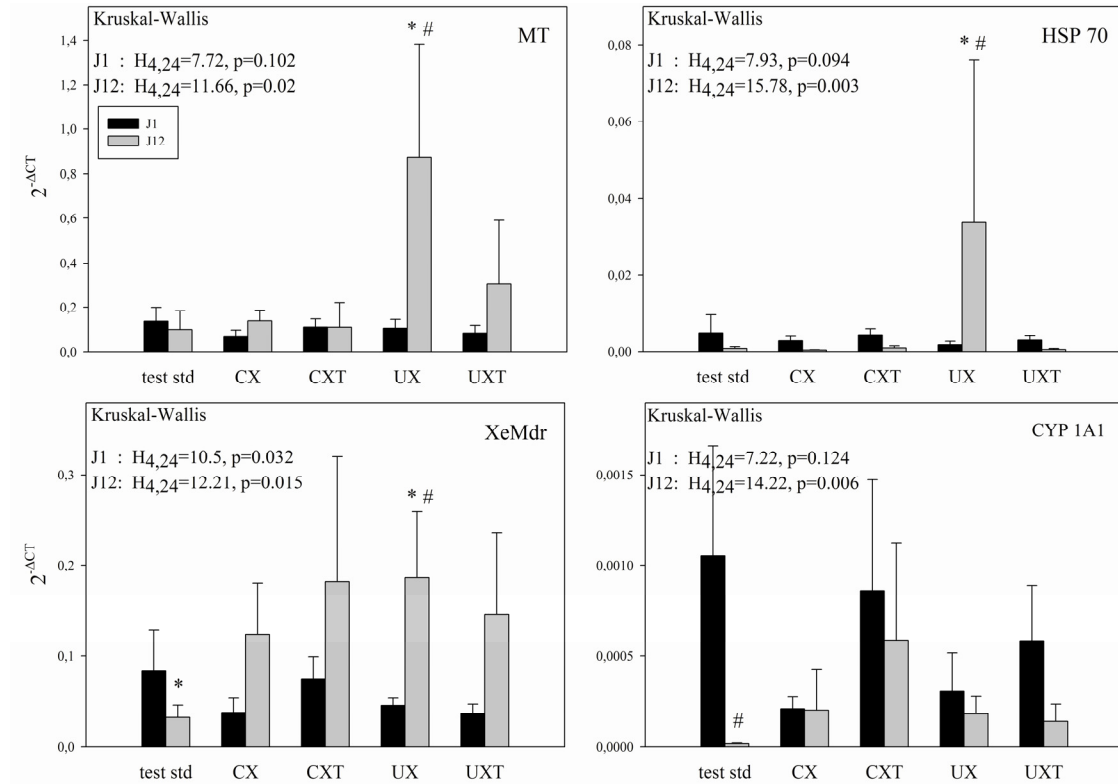 Kruskal-Wallis
MT
J1 : H4,24=7.72, p=0.102
J12: H4,24=11.66, p=0.02
J1
J12
* #
2-ΔCT
1,4
1,2
1,0
0,8
0,6
0,4
0,2
0,0
test std CX CXT UX UXT
Kruskal-Wallis
HSP 70
J1 : H4,24=7.93, p=0.094
J12: H4,24=15.78, p=0.003
* #
0,08
0,06
0,04
0,02
0,00
test std CX CXT UX UXT
Kruskal-Wallis
XeMdr
J1 : H4,24=10.5, p=0.032
J12: H4,24=12.21, p=0.015
* #
*
2-ΔCT
0,3
0,2
0,1
0,0
test std CX CXT UX UXT
Kruskal-Wallis
CYP 1A1
J1 : H4,24=7.22, p=0.124
J12: H4,24=14.22, p=0.006
#
0,0015
0,0010
0,0005
0,0000
test std CX CXT UX UXT